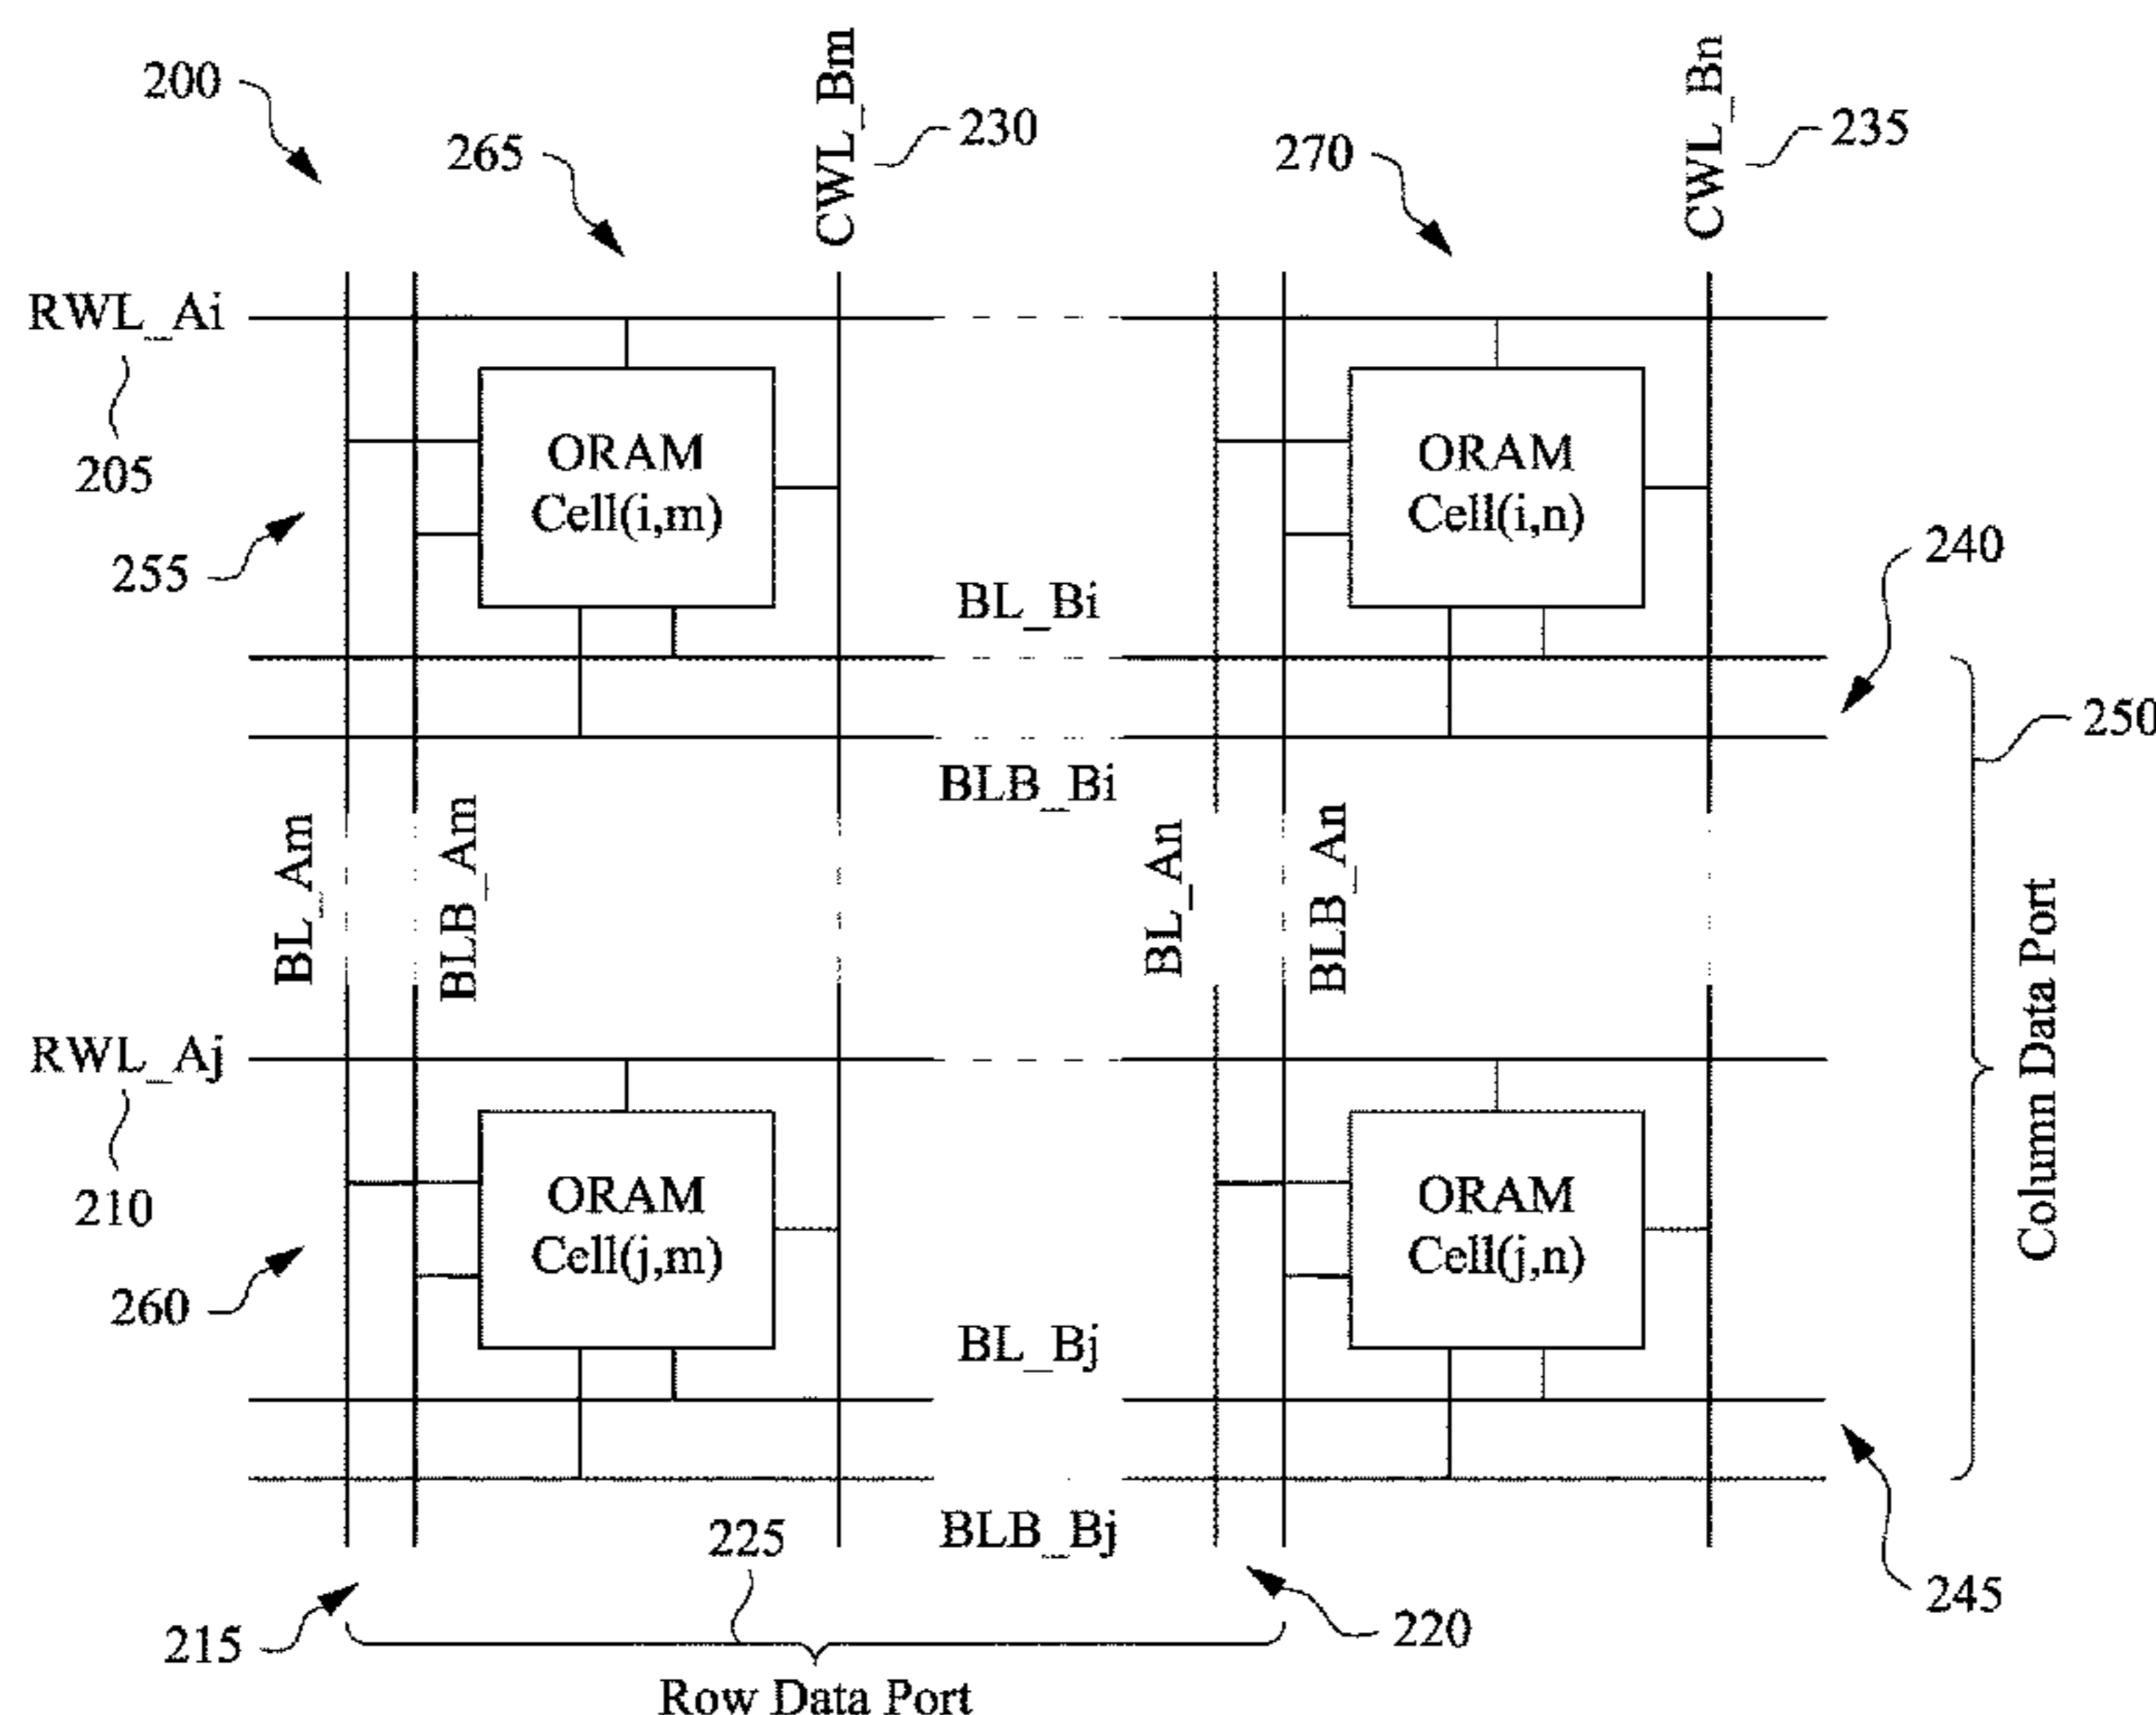 200
265
CWL_Bm
230
270
CWL_Bn
235
RWL_Ai
205
255
ORAM
Cell(i,m)
ORAM
Cell(i,n)
240
BL_Bi
250
BLB_Bi
BL_Am
BLB_Am
BL_An
BLB_An
Column Data Port
RWL_Aj
210
260
ORAM
Cell(j,m)
ORAM
Cell(j,n)
BL_Bj
BLB_Bj
225
215
220
245
Row Data Port